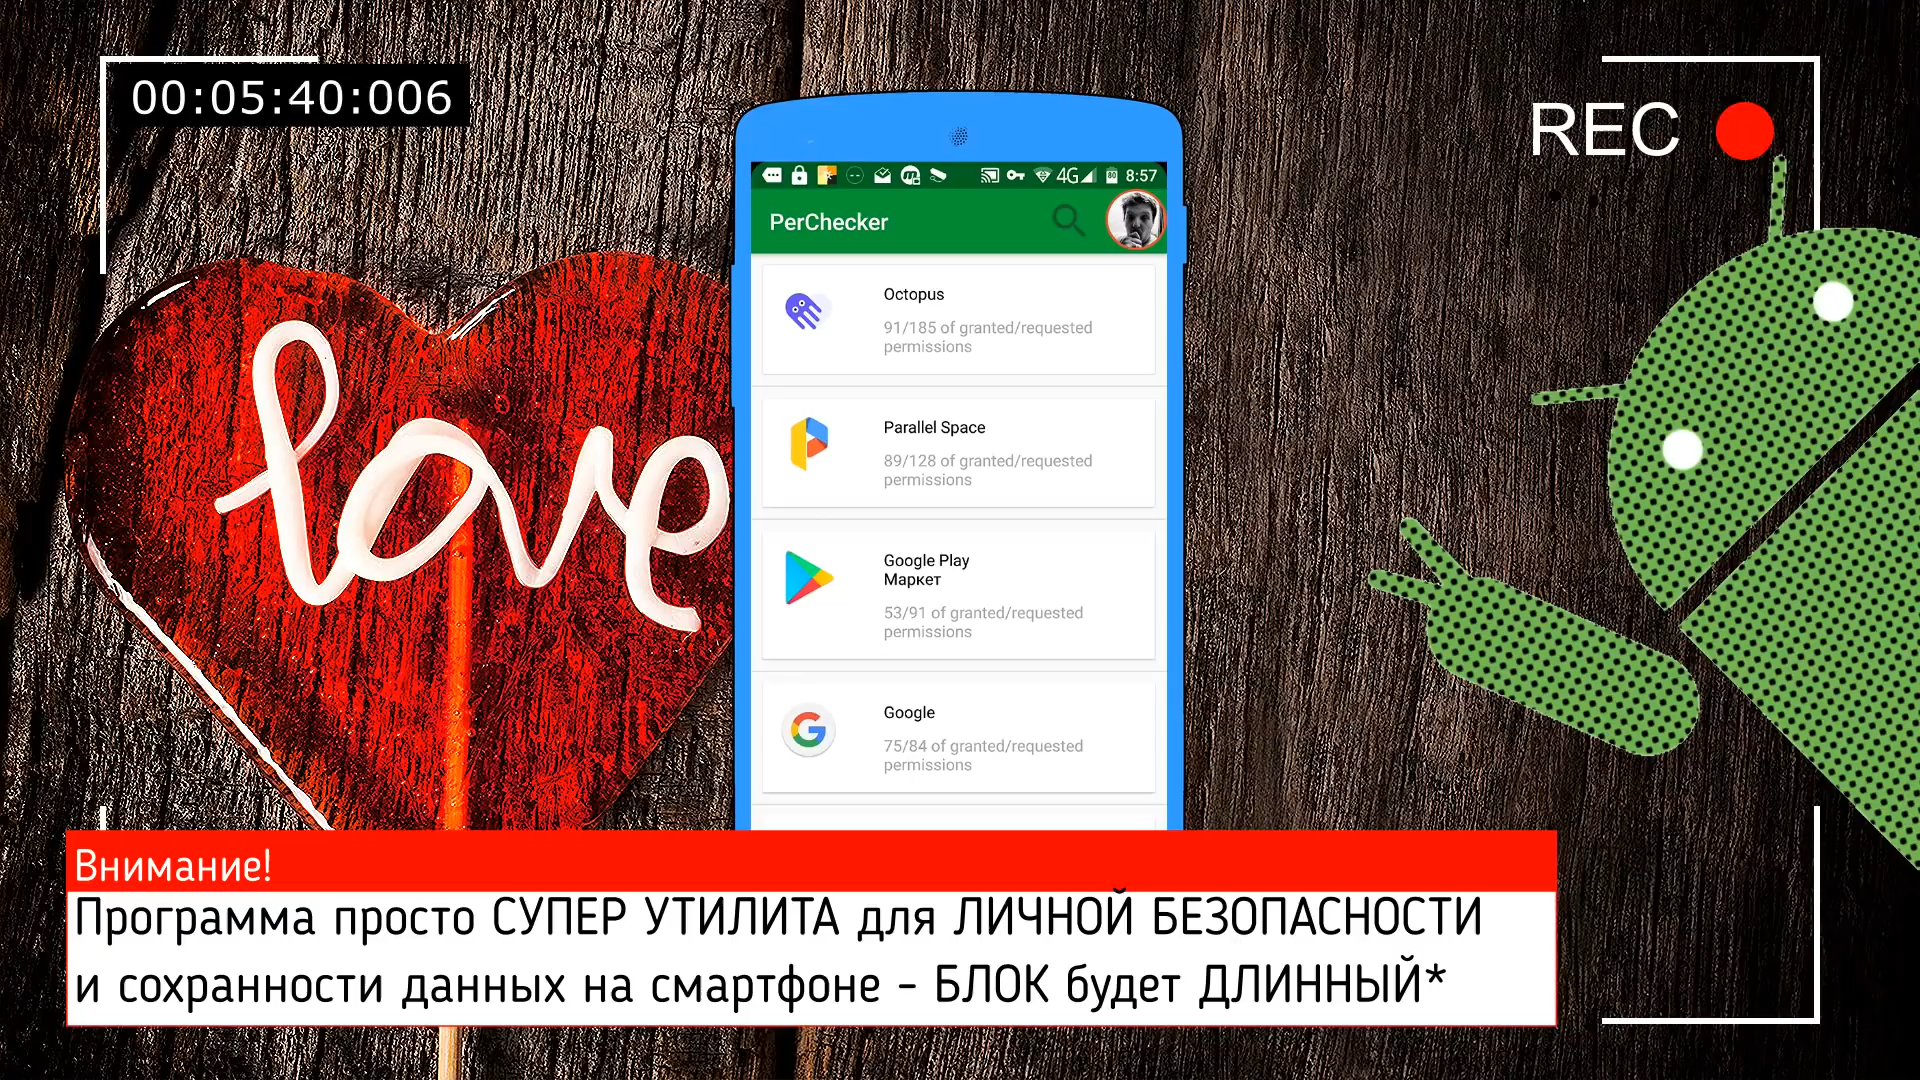 00:05:40:006
REC
4G 8:57
PerChecker
Octopus
91/185 of granted/requested
permissions
Parallel Space
89/128 of granted/requested
permissions
Google Play
Маркет
53/91 of granted/requested
permissions
Google
75/84 of granted/requested
permissions
love
Внимание!
Программа просто СУПЕР УТИЛИТА для ЛИЧНОЙ БЕЗОПАСНОСТИ
и сохранности данных на смартфоне - БЛОК будет ДЛИННЫЙ*